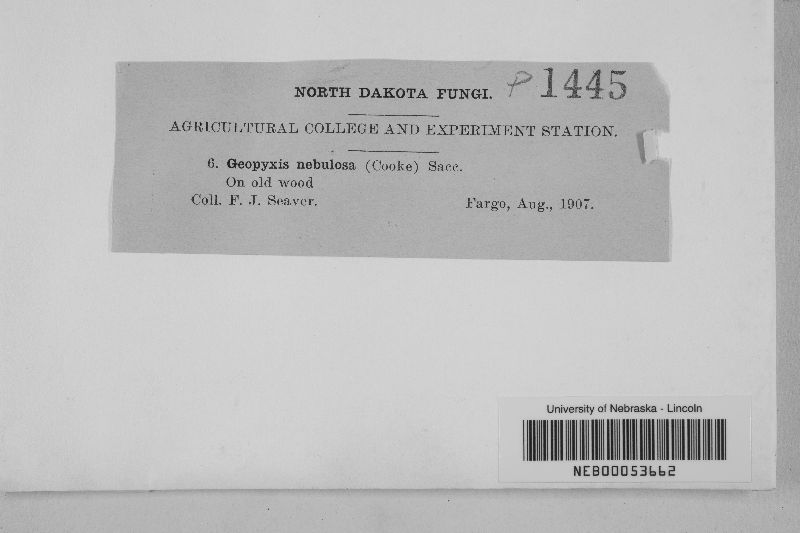 NORTH DAKOTA FUNGI. P 1445
AGRICULTURAL COLLEGE AND EXPERIMENT STATION.
6. Geopyxis nebulosa (Cooke) Sacc.
On old wood
Coll. F. J. Seaver. Fargo, Aug., 1907.
University of Nebraska - Lincoln
NEB00053662